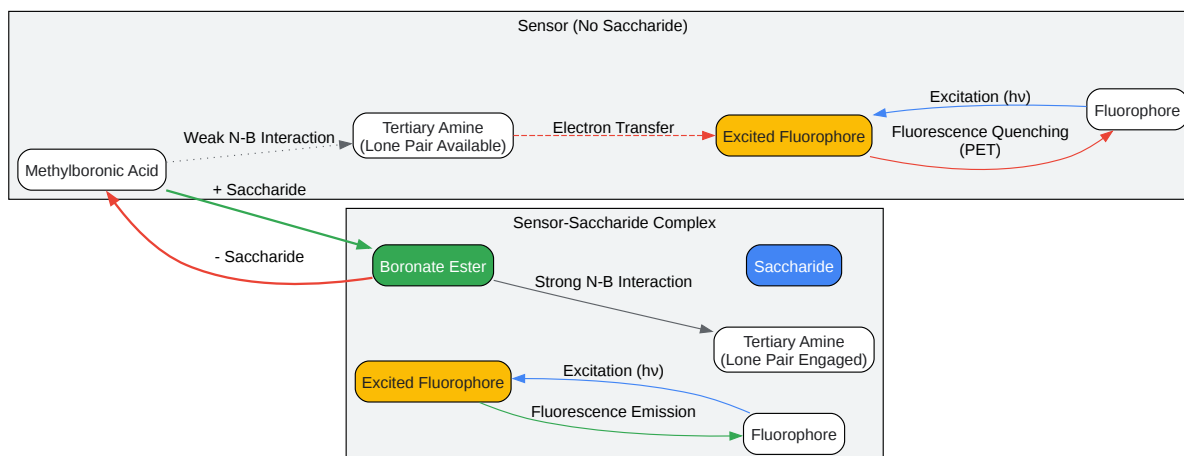 Sensor (No Saccharide)
Excitation (hν)
Fluorophore
Weak N-B Interaction
Tertiary Amine
(Lone Pair Available)
Electron Transfer
Excited Fluorophore
Fluorescence Quenching
(PET)
Methylboronic Acid
+ Saccharide
Sensor-Saccharide Complex
- Saccharide
Boronate Ester
Saccharide
Strong N-B Interaction
Tertiary Amine
(Lone Pair Engaged)
Excited Fluorophore
Excitation (hν)
Fluorescence Emission
Fluorophore